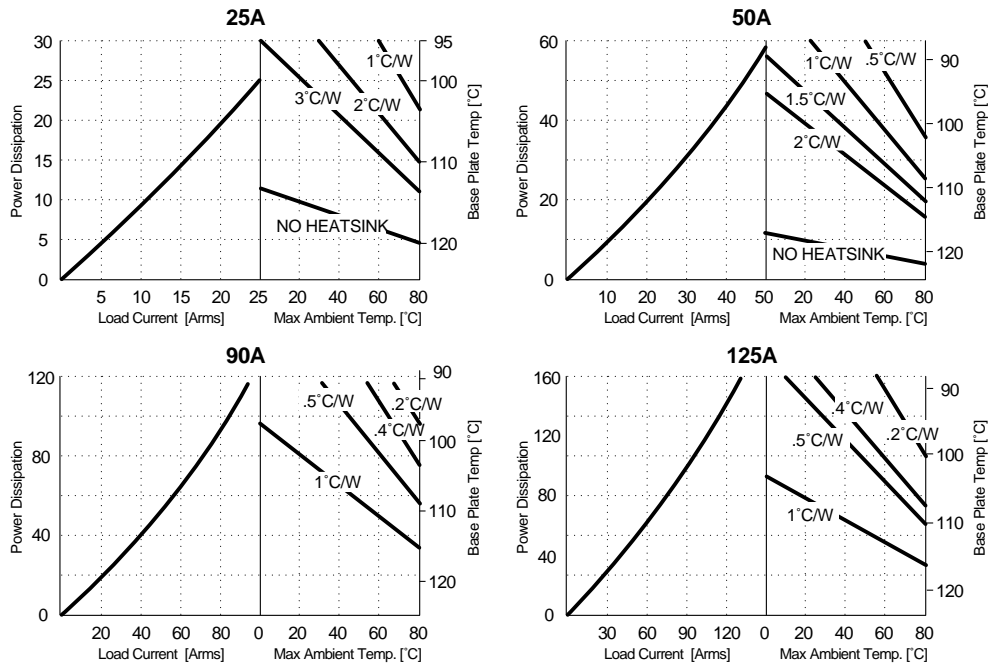 25A
30
25
20
15
10
5
0
Power Dissipation
5 10 15 20 25 20 40 60 80
Load Current [Arms] Max Ambient Temp. [°C]
1°C/W
2°C/W
3°C/W
NO HEATSINK
95
100
110
120
Base Plate Temp [°C]
50A
60
40
20
0
Power Dissipation
10 20 30 40 50 20 40 60 80
Load Current [Arms] Max Ambient Temp. [°C]
.5°C/W
1°C/W
1.5°C/W
2°C/W
NO HEATSINK
90
100
110
120
Base Plate Temp [°C]
90A
120
80
40
0
Power Dissipation
20 40 60 80 0 20 40 60 80
Load Current [Arms] Max Ambient Temp. [°C]
.2°C/W
.5°C/W
.4°C/W
1°C/W
90
100
110
120
Base Plate Temp [°C]
125A
160
120
80
40
0
Power Dissipation
30 60 90 120 0 20 40 60 80
Load Current [Arms] Max Ambient Temp. [°C]
.4°C/W
.2°C/W
.5°C/W
1°C/W
90
100
110
120
Base Plate Temp [°C]